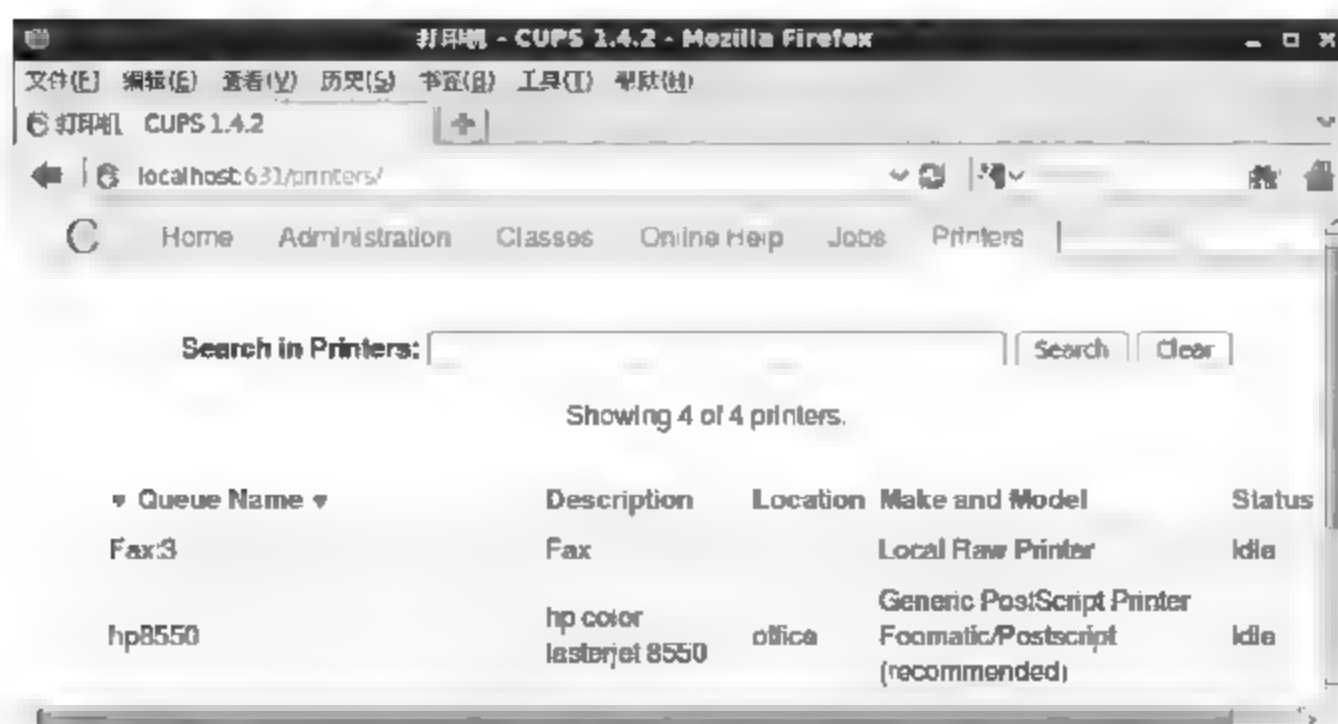 打印机 - CUPS 1.4.2 - Mozilla Firefox
文件(F) 编辑(E) 查看(V) 历史(S) 书签(B) 工具(T) 帮助(H)
打印机 CUPS 1.4.2
localhost:631/printers/
C Home Administration Classes Online Help Jobs Printers
Search in Printers: Search Clear
Showing 4 of 4 printers.
Queue Name Description Location Make and Model Status
Fax:3 Fax Local Raw Printer Idle
hp8550 hp color lasterjet 8550 office Generic PostScript Printer Foomatic/Postscript (recommended) Idle